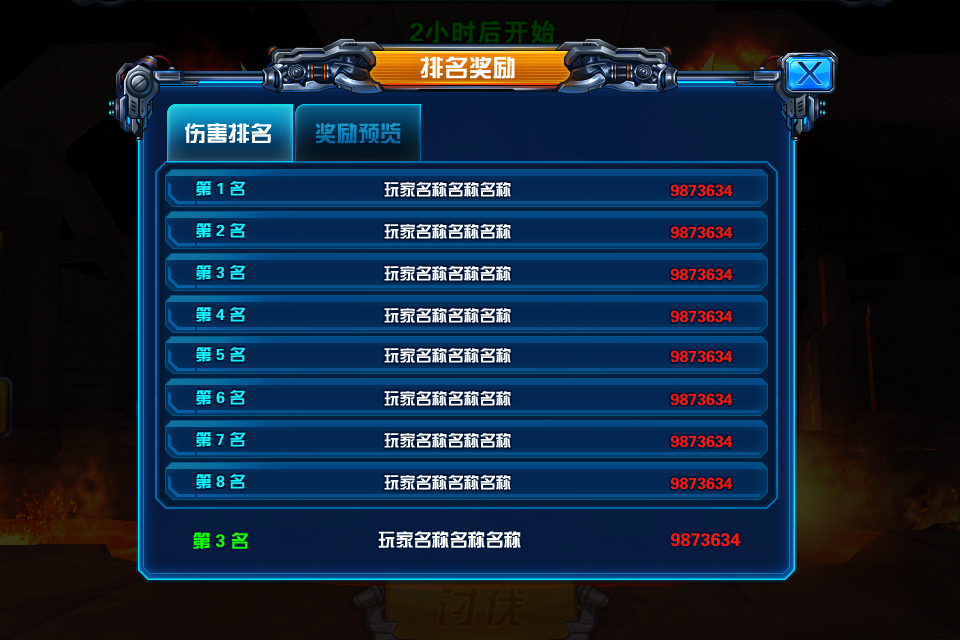 2小时后开始
排名奖励
X
伤害排名 奖励预览
第1名 玩家名称名称名称 9873634
第2名 玩家名称名称名称 9873634
第3名 玩家名称名称名称 9873634
第4名 玩家名称名称名称 9873634
第5名 玩家名称名称名称 9873634
第6名 玩家名称名称名称 9873634
第7名 玩家名称名称名称 9873634
第8名 玩家名称名称名称 9873634
第3名 玩家名称名称名称 9873634
讨伐